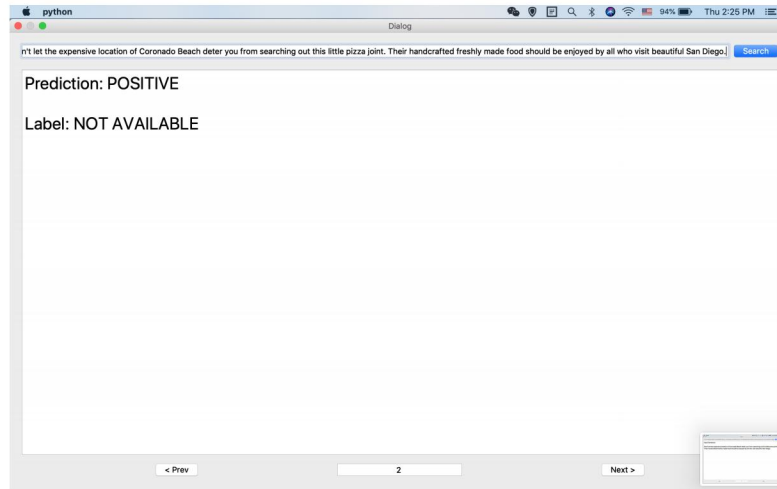 python
94%
Thu 2:25 PM
Dialog
n't let the expensive location of Coronado Beach deter you from searching out this little pizza joint. Their handcrafted freshly made food should be enjoyed by all who visit beautiful San Diego.
Search
Prediction: POSITIVE
Label: NOT AVAILABLE
< Prev
2
Next >